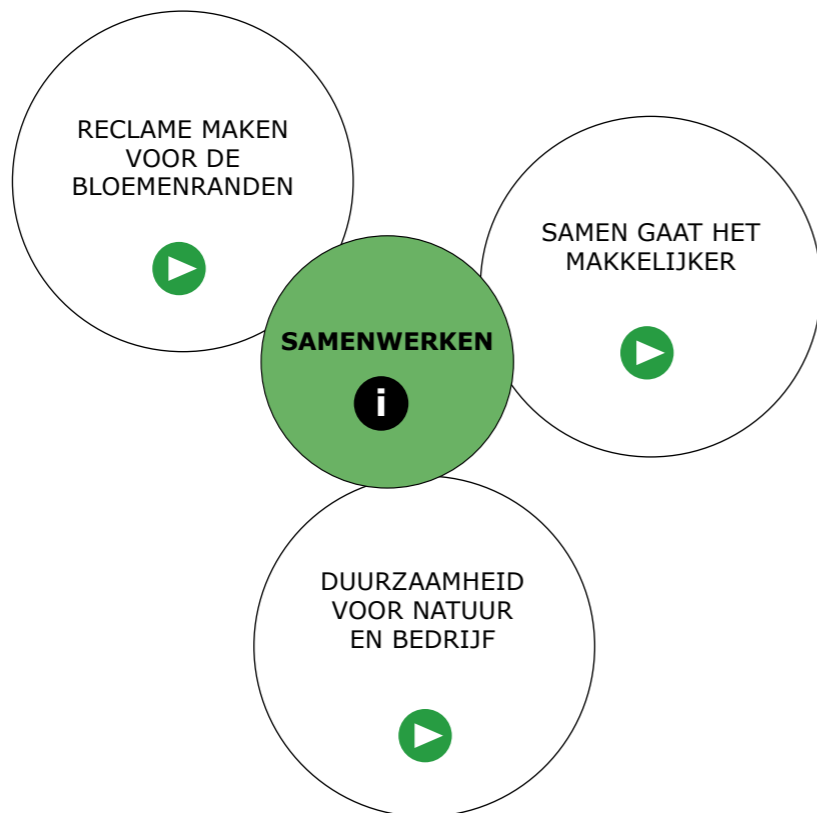 RECLAME MAKEN
VOOR DE
BLOEMENRANDEN
SAMEN GAAT HET
MAKKELIJKER
SAMENWERKEN
i
DUURZAAMHEID
VOOR NATUUR
EN BEDRIJF